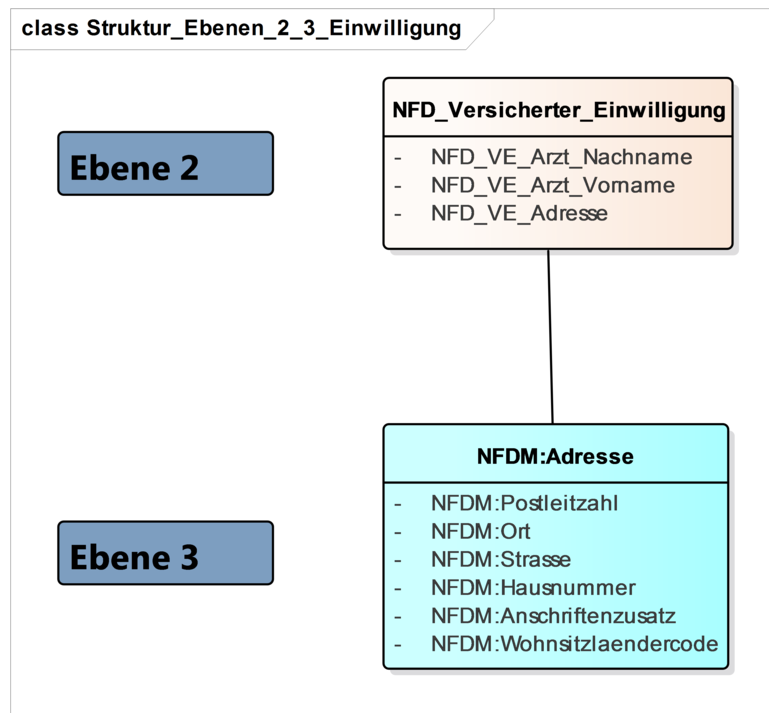 class Struktur_Ebenen_2_3_Einwilligung
NFD_Versicherter_Einwilligung
Ebene 2
- NFD_VE_Arzt_Nachname
- NFD_VE_Arzt_Vorname
- NFD_VE_Adresse
NFDM:Adresse
Ebene 3
- NFDM:Postleitzahl
- NFDM:Ort
- NFDM:Strasse
- NFDM:Hausnummer
- NFDM:Anschriftenzusatz
- NFDM:Wohnsitzlaendercode